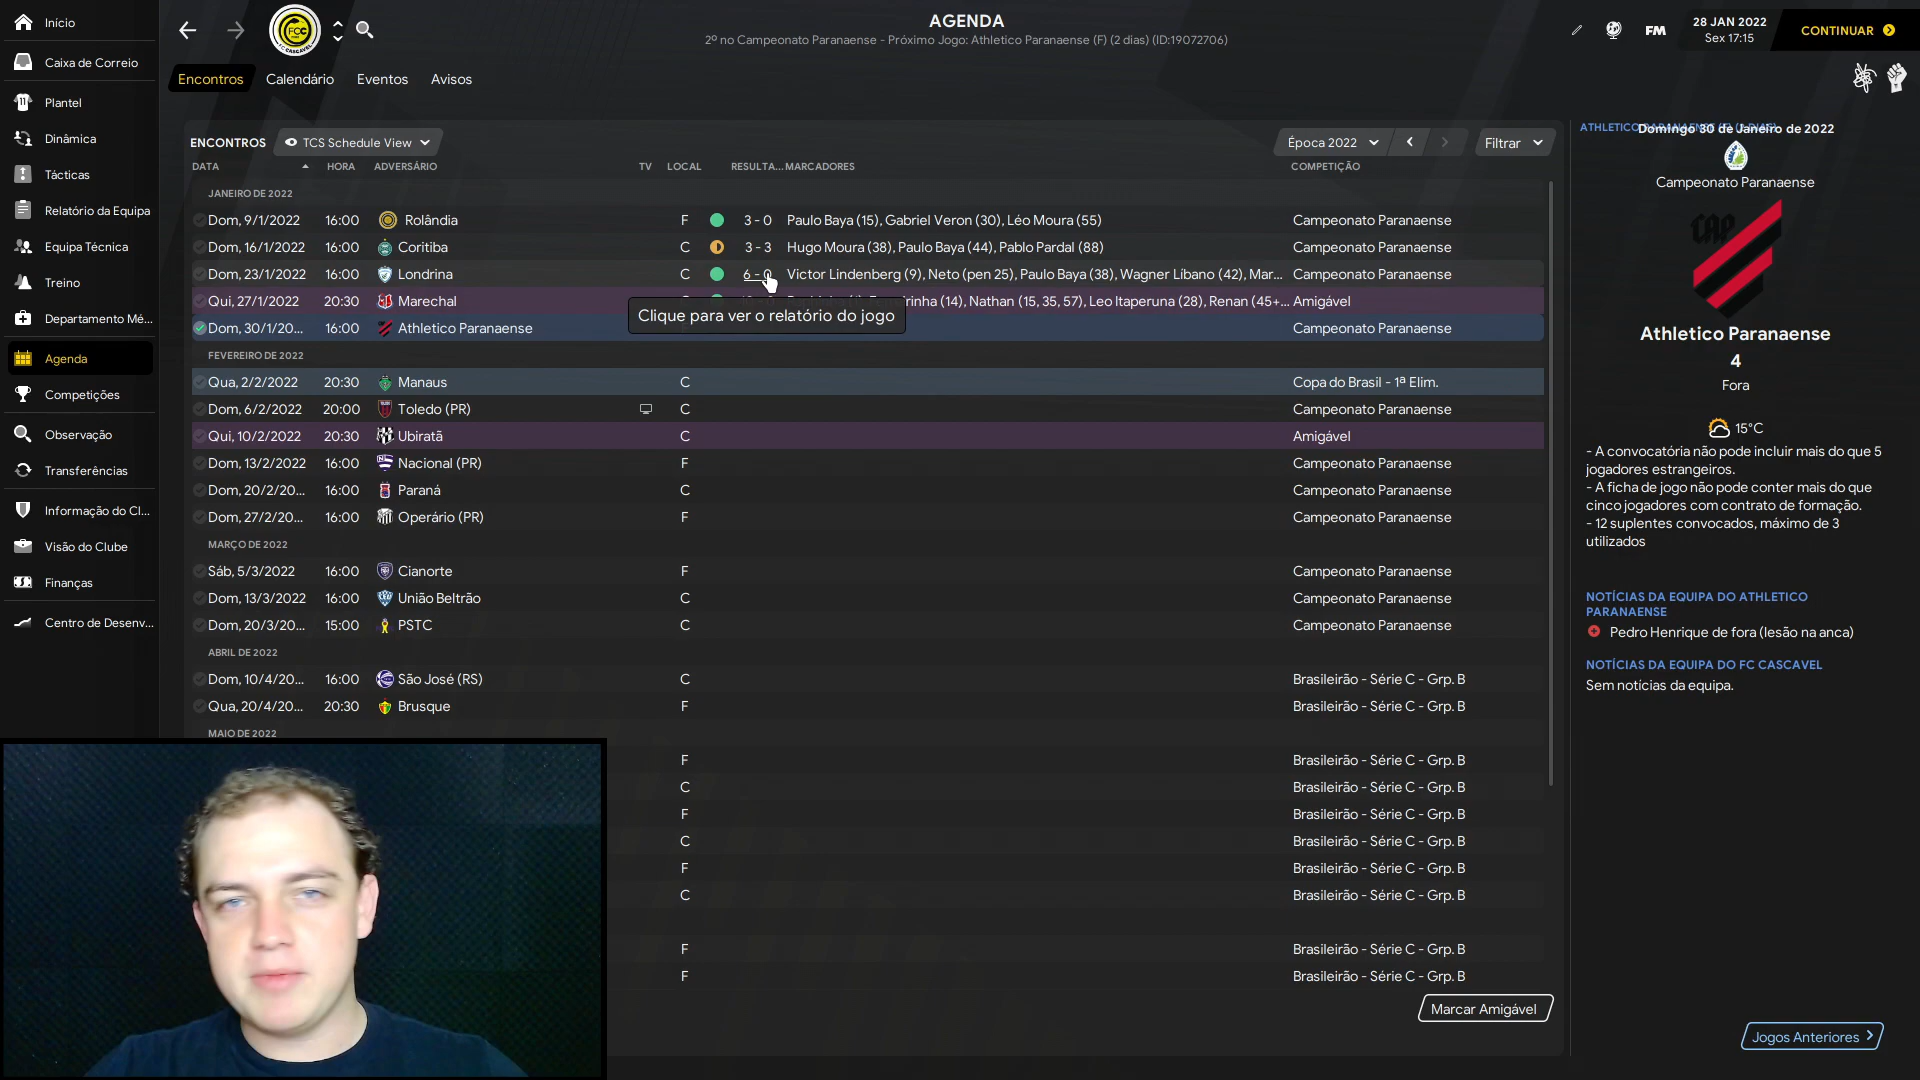 Início
Caixa de Correio
Plantel
Dinâmica
Tácticas
Relatório da Equipa
Equipa Técnica
Treino
Departamento Mé...
Agenda
Competições
Observação
Transferências
Informação do Cl...
Visão do Clube
Finanças
Centro de Desenv...
AGENDA
2º no Campeonato Paranaense - Próximo Jogo: Athletico Paranaense (F) (2 dias) (ID:19072706)
FM
28 JAN 2022
Sex 17:15
CONTINUAR
Encontros Calendário Eventos Avisos
ENCONTROS TCS Schedule View Época 2022 Filtrar
DATA HORA ADVERSÁRIO TV LOCAL RESULTA... MARCADORES COMPETIÇÃO
JANEIRO DE 2022
Dom, 9/1/2022 16:00 Rolândia F 3 - 0 Paulo Baya (15), Gabriel Veron (30), Léo Moura (55) Campeonato Paranaense
Dom, 16/1/2022 16:00 Coritiba C 3 - 3 Hugo Moura (38), Paulo Baya (44), Pablo Pardal (88) Campeonato Paranaense
Dom, 23/1/2022 16:00 Londrina C 6 - 0 Victor Lindenberg (9), Neto (pen 25), Paulo Baya (38), Wagner Líbano (42), Mar... Campeonato Paranaense
Qui, 27/1/2022 20:30 Marechal (14), Nathan (15, 35, 57), Leo Itaperuna (28), Renan (45+... Amigável
Clique para ver o relatório do jogo
Dom, 30/1/20... 16:00 Athletico Paranaense Campeonato Paranaense
FEVEREIRO DE 2022
Qua, 2/2/2022 20:30 Manaus C Copa do Brasil - 1ª Elim.
Dom, 6/2/2022 20:00 Toledo (PR) C Campeonato Paranaense
Qui, 10/2/2022 20:30 Ubiratã C Amigável
Dom, 13/2/2022 16:00 Nacional (PR) F Campeonato Paranaense
Dom, 20/2/20... 16:00 Paraná C Campeonato Paranaense
Dom, 27/2/20... 16:00 Operário (PR) F Campeonato Paranaense
MARÇO DE 2022
Sáb, 5/3/2022 16:00 Cianorte F Campeonato Paranaense
Dom, 13/3/2022 16:00 União Beltrão C Campeonato Paranaense
Dom, 20/3/20... 15:00 PSTC C Campeonato Paranaense
ABRIL DE 2022
Dom, 10/4/20... 16:00 São José (RS) C Brasileirão - Série C - Grp. B
Qua, 20/4/20... 20:30 Brusque F Brasileirão - Série C - Grp. B
MAIO DE 2022
F Brasileirão - Série C - Grp. B
C Brasileirão - Série C - Grp. B
F Brasileirão - Série C - Grp. B
C Brasileirão - Série C - Grp. B
F Brasileirão - Série C - Grp. B
C Brasileirão - Série C - Grp. B
F Brasileirão - Série C - Grp. B
F Brasileirão - Série C - Grp. B
Marcar Amigável
Domingo 30 de Janeiro de 2022
Campeonato Paranaense
CAP
Athletico Paranaense
4
Fora
15°C
- A convocatória não pode incluir mais do que 5
jogadores estrangeiros.
- A ficha de jogo não pode conter mais do que
cinco jogadores com contrato de formação.
- 12 suplentes convocados, máximo de 3
utilizados
NOTÍCIAS DA EQUIPA DO ATHLETICO
PARANAENSE
Pedro Henrique de fora (lesão na anca)
NOTÍCIAS DA EQUIPA DO FC CASCAVEL
Sem notícias da equipa.
Jogos Anteriores